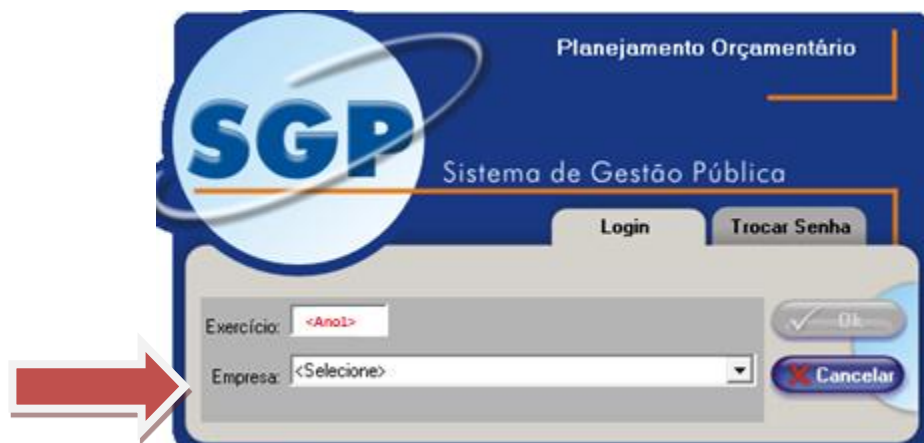 Planejamento Orçamentário
SGP
Sistema de Gestão Pública
Login
Trocar Senha
Exercício: <Ano1>
Ok
Empresa: <Selecione>
Cancelar